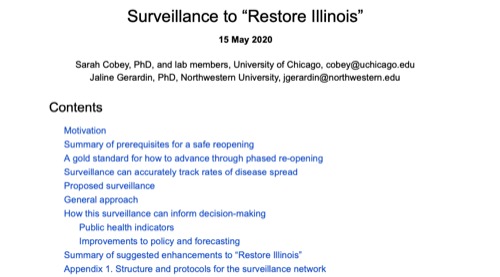 Surveillance to “Restore Illinois”
15 May 2020
Sarah Cobey, PhD, and lab members, University of Chicago, cobey@uchicago.edu
Jaline Gerardin, PhD, Northwestern University, jgerardin@northwestern.edu
Contents
Motivation
Summary of prerequisites for a safe reopening
A gold standard for how to advance through phased re-opening
Surveillance can accurately track rates of disease spread
Proposed surveillance
General approach
How this surveillance can inform decision-making
Public health indicators
Improvements to policy and forecasting
Summary of suggested enhancements to “Restore Illinois”
Appendix 1. Structure and protocols for the surveillance network